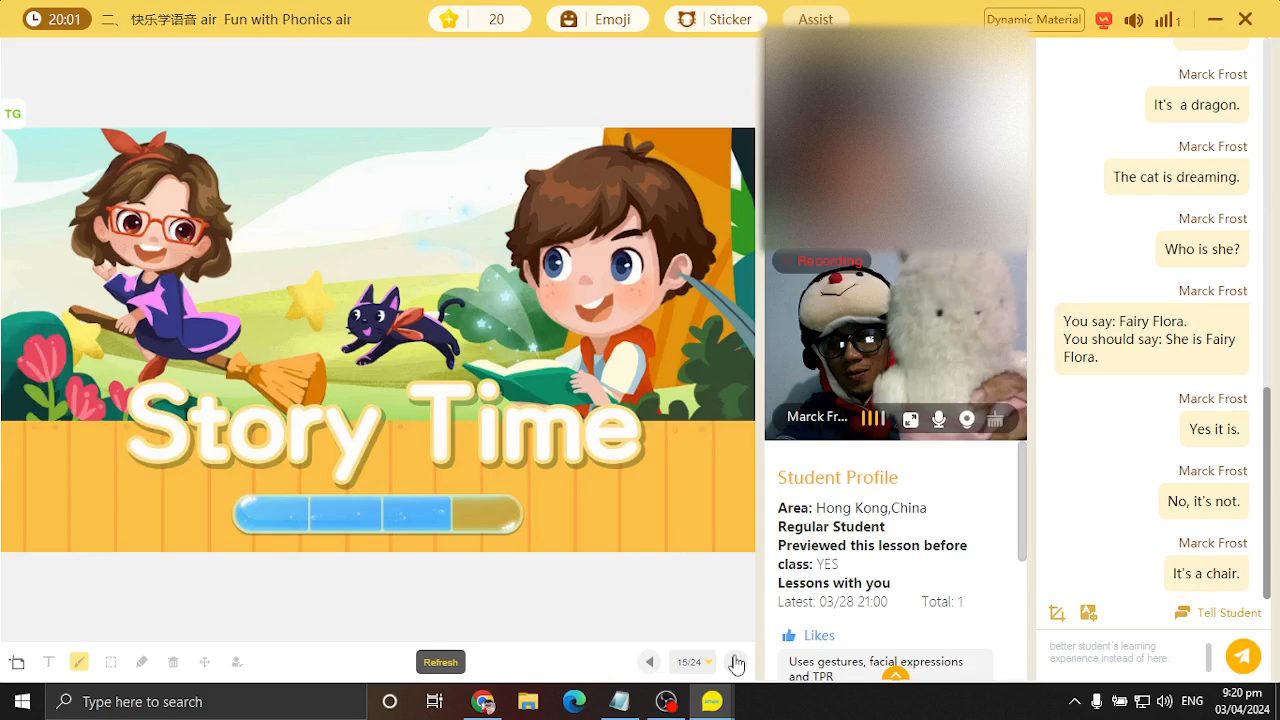 20:01 二、快乐学语音 air Fun with Phonics air
20
Emoji
Sticker
Assist
Dynamic Material
1
TG
Story Time
Refresh
15/24
Recording
Marck Fr...
Student Profile
Area: Hong Kong,China
Regular Student
Previewed this lesson before
class: YES
Lessons with you
Latest: 03/28 21:00 Total: 1
Likes
Uses gestures, facial expressions
and TPR
Marck Frost
It's a dragon.
Marck Frost
The cat is dreaming.
Marck Frost
Who is she?
Marck Frost
You say: Fairy Flora.
You should say: She is Fairy
Flora.
Marck Frost
Yes it is.
Marck Frost
No, it's not.
Marck Frost
It's a chair.
Tell Student
better student's learning
experience instead of here.
Type here to search
9:20 pm
03/04/2024